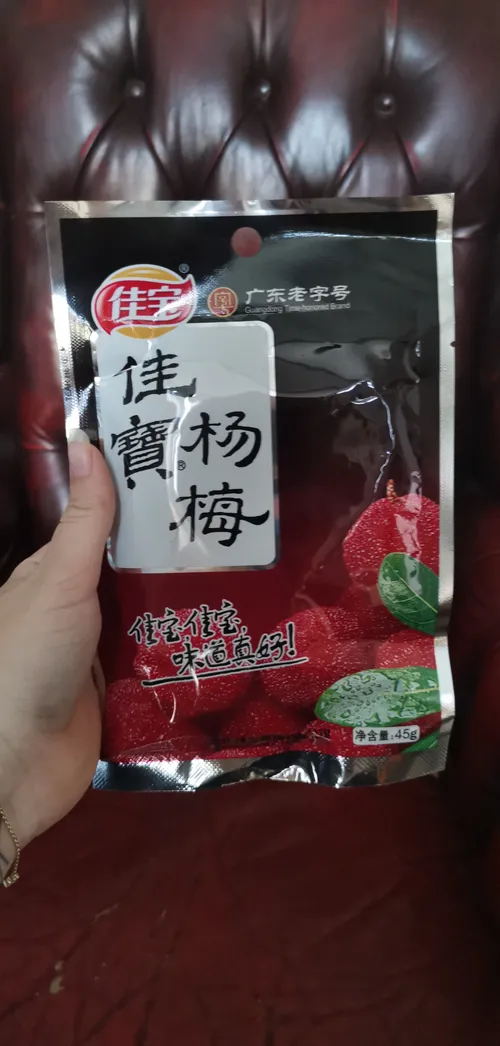 佳宝®
广东老字号
Guangdong Time-honored Brand
佳寶®
杨梅
佳宝佳宝
味道真好!
净含量:45g